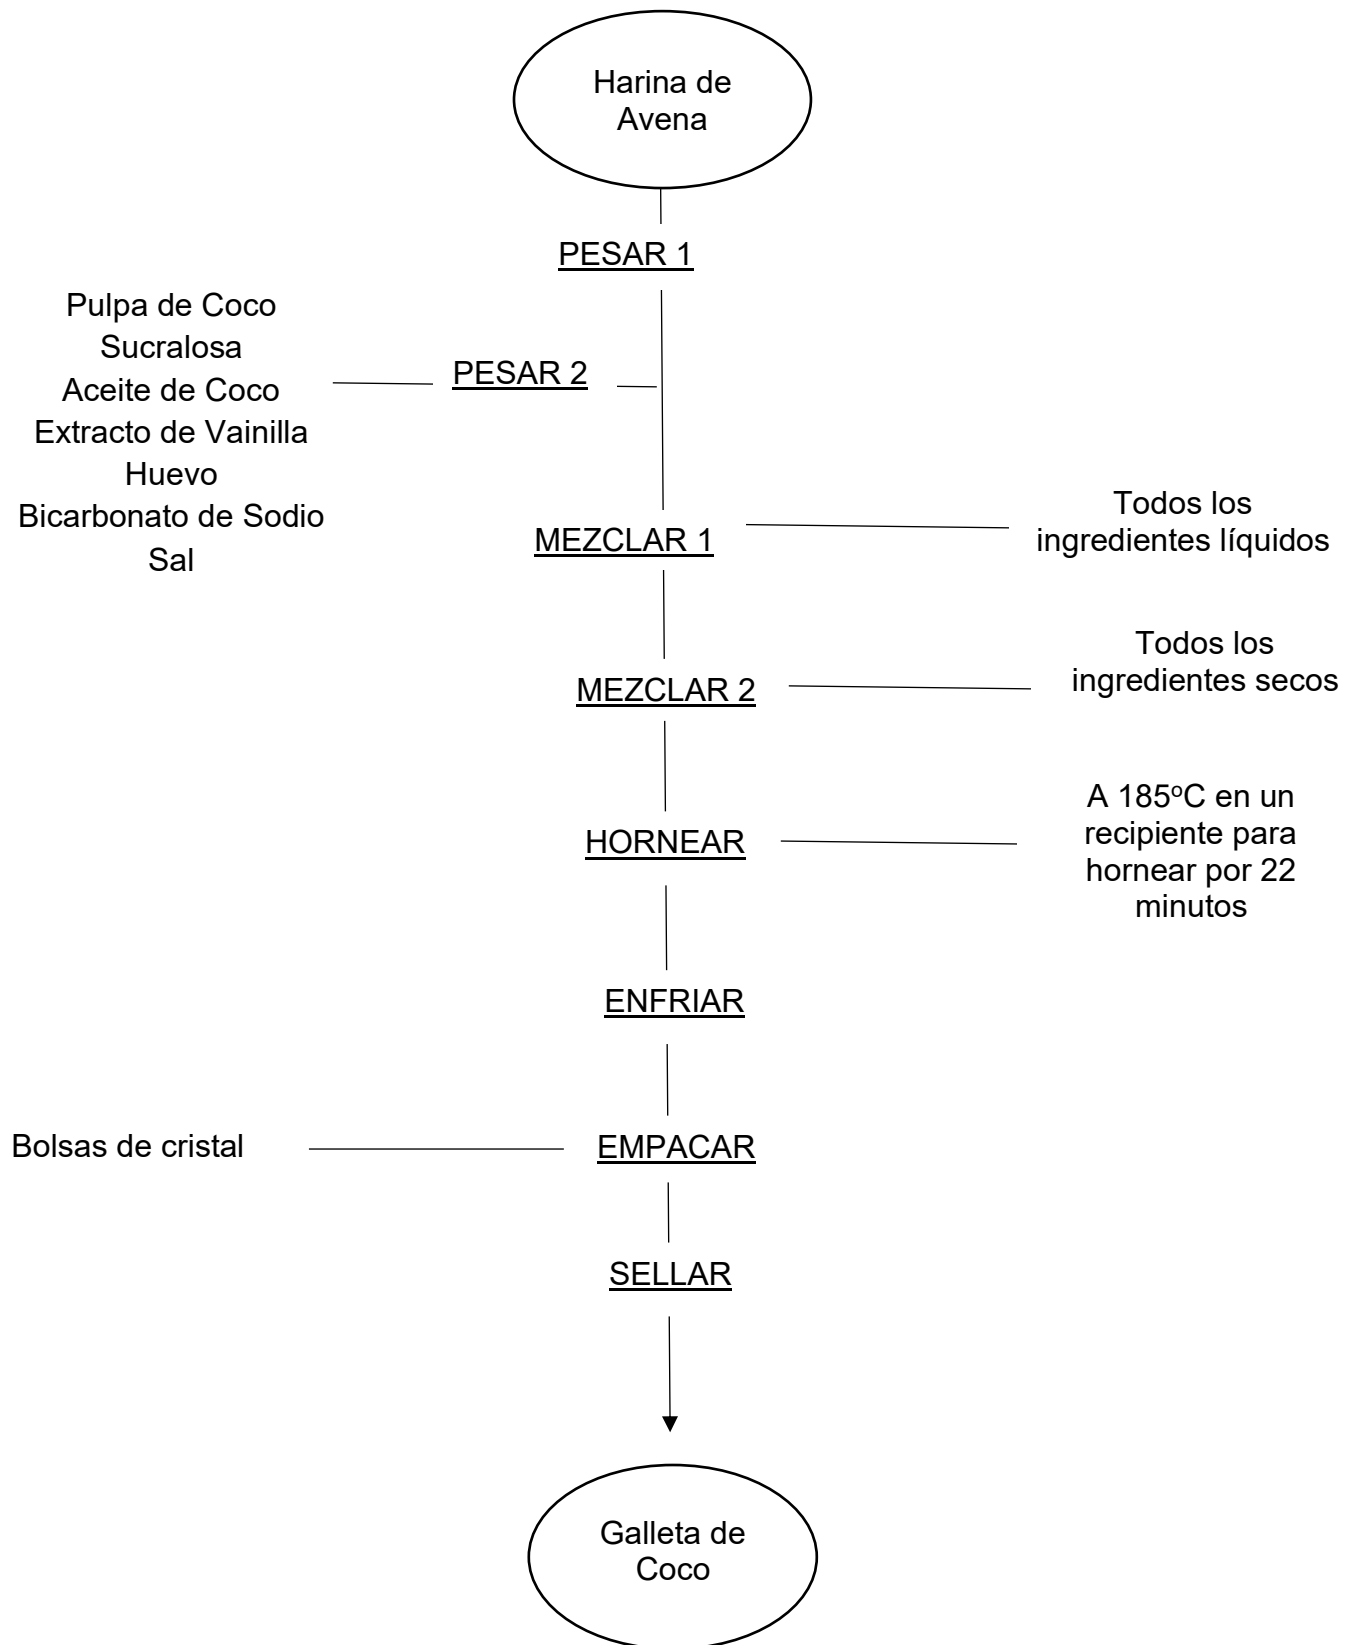 Harina de
Avena
PESAR 1
Pulpa de Coco
Sucralosa
Aceite de Coco
Extracto de Vainilla
Huevo
Bicarbonato de Sodio
Sal
PESAR 2
MEZCLAR 1
Todos los
ingredientes líquidos
MEZCLAR 2
Todos los
ingredientes secos
HORNEAR
A 185ºC en un
recipiente para
hornear por 22
minutos
ENFRIAR
Bolsas de cristal
EMPACAR
SELLAR
Galleta de
Coco